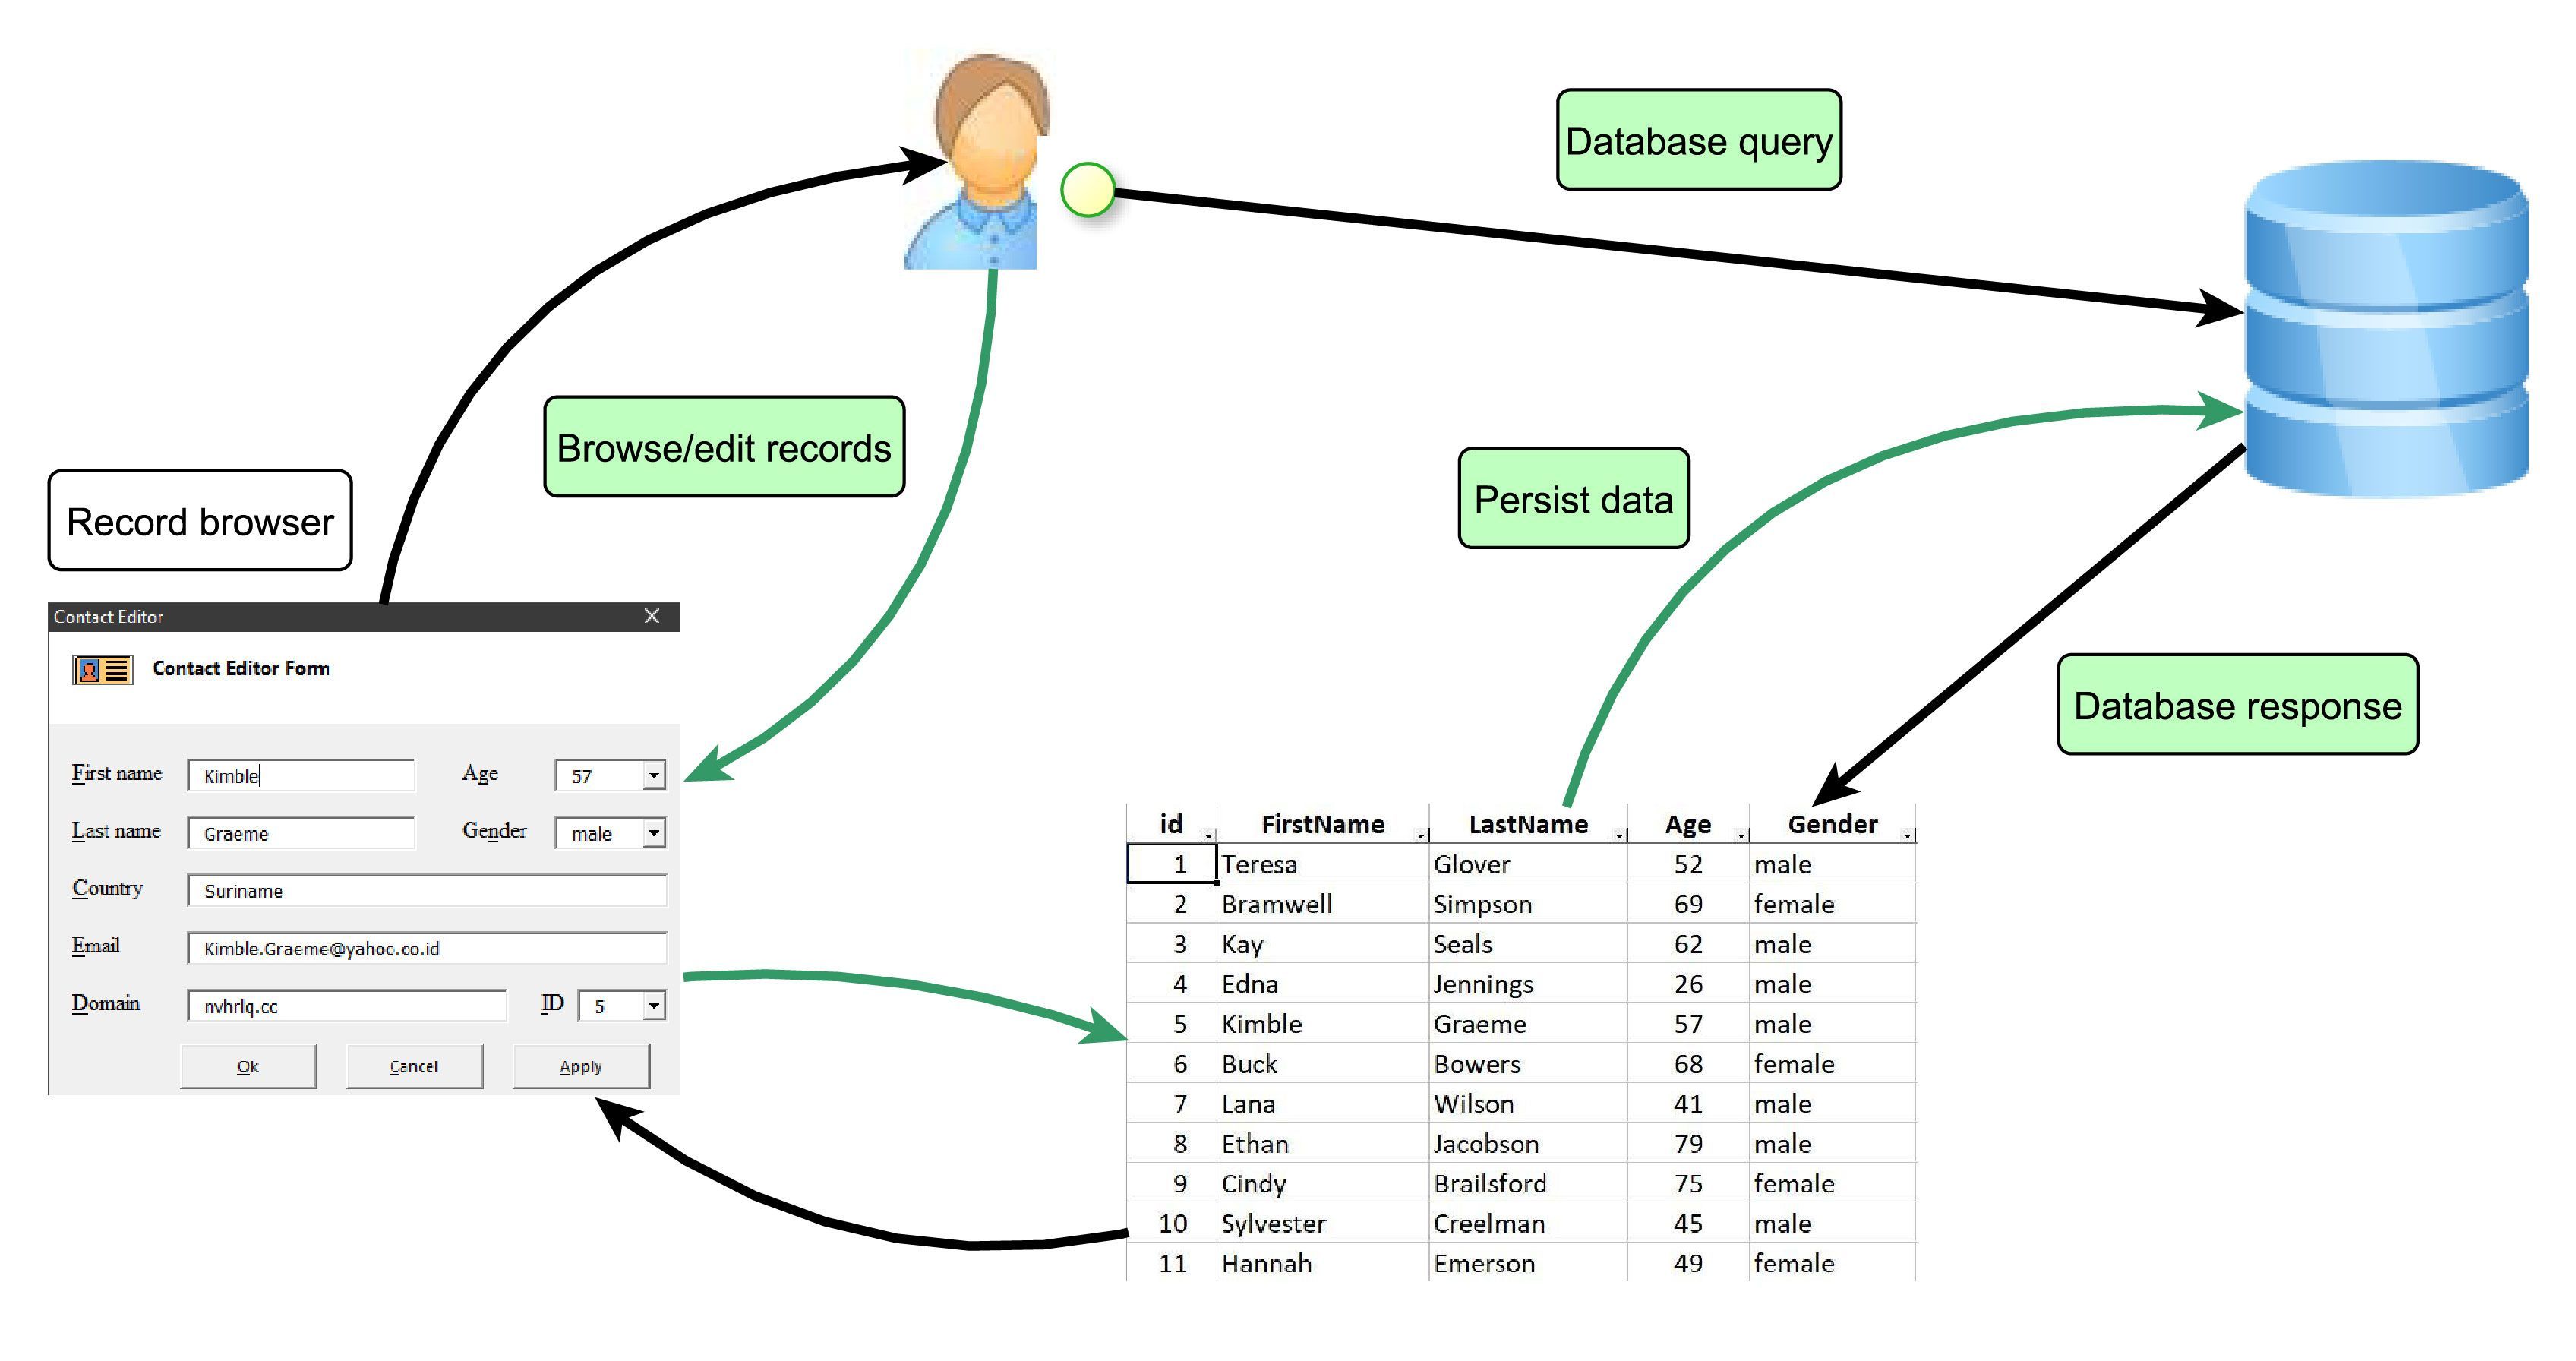 Database query
Browse/edit records
Record browser
Persist data
Database response
Contact Editor
Contact Editor Form
First name Kimble Age 57
Last name Graeme Gender male
Country Suriname
Email Kimble.Graeme@yahoo.co.id
Domain nvhrlq.cc ID 5
Ok Cancel Apply
id FirstName LastName Age Gender
1 Teresa Glover 52 male
2 Bramwell Simpson 69 female
3 Kay Seals 62 male
4 Edna Jennings 26 male
5 Kimble Graeme 57 male
6 Buck Bowers 68 female
7 Lana Wilson 41 male
8 Ethan Jacobson 79 male
9 Cindy Brailsford 75 female
10 Sylvester Creelman 45 male
11 Hannah Emerson 49 female